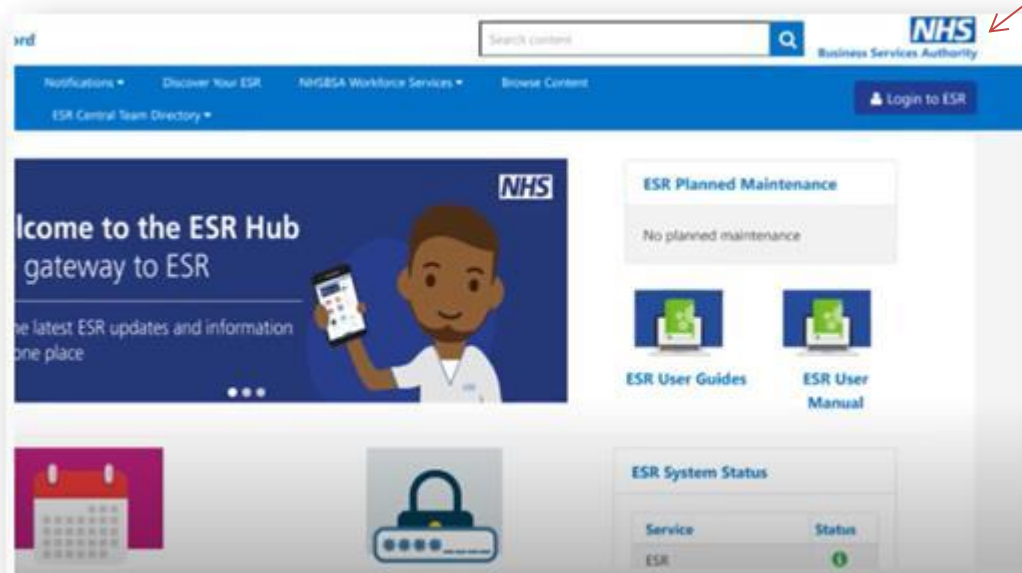 ord
Search content
NHS
Business Services Authority
Notifications
Discover Your ESR
NHSBSA Workforce Services
Browse Content
Login to ESR
ESR Central Team Directory
NHS
lcome to the ESR Hub
gateway to ESR
he latest ESR updates and information
one place
ESR Planned Maintenance
No planned maintenance
ESR User Guides
ESR User
Manual
ESR System Status
Service Status
ESR